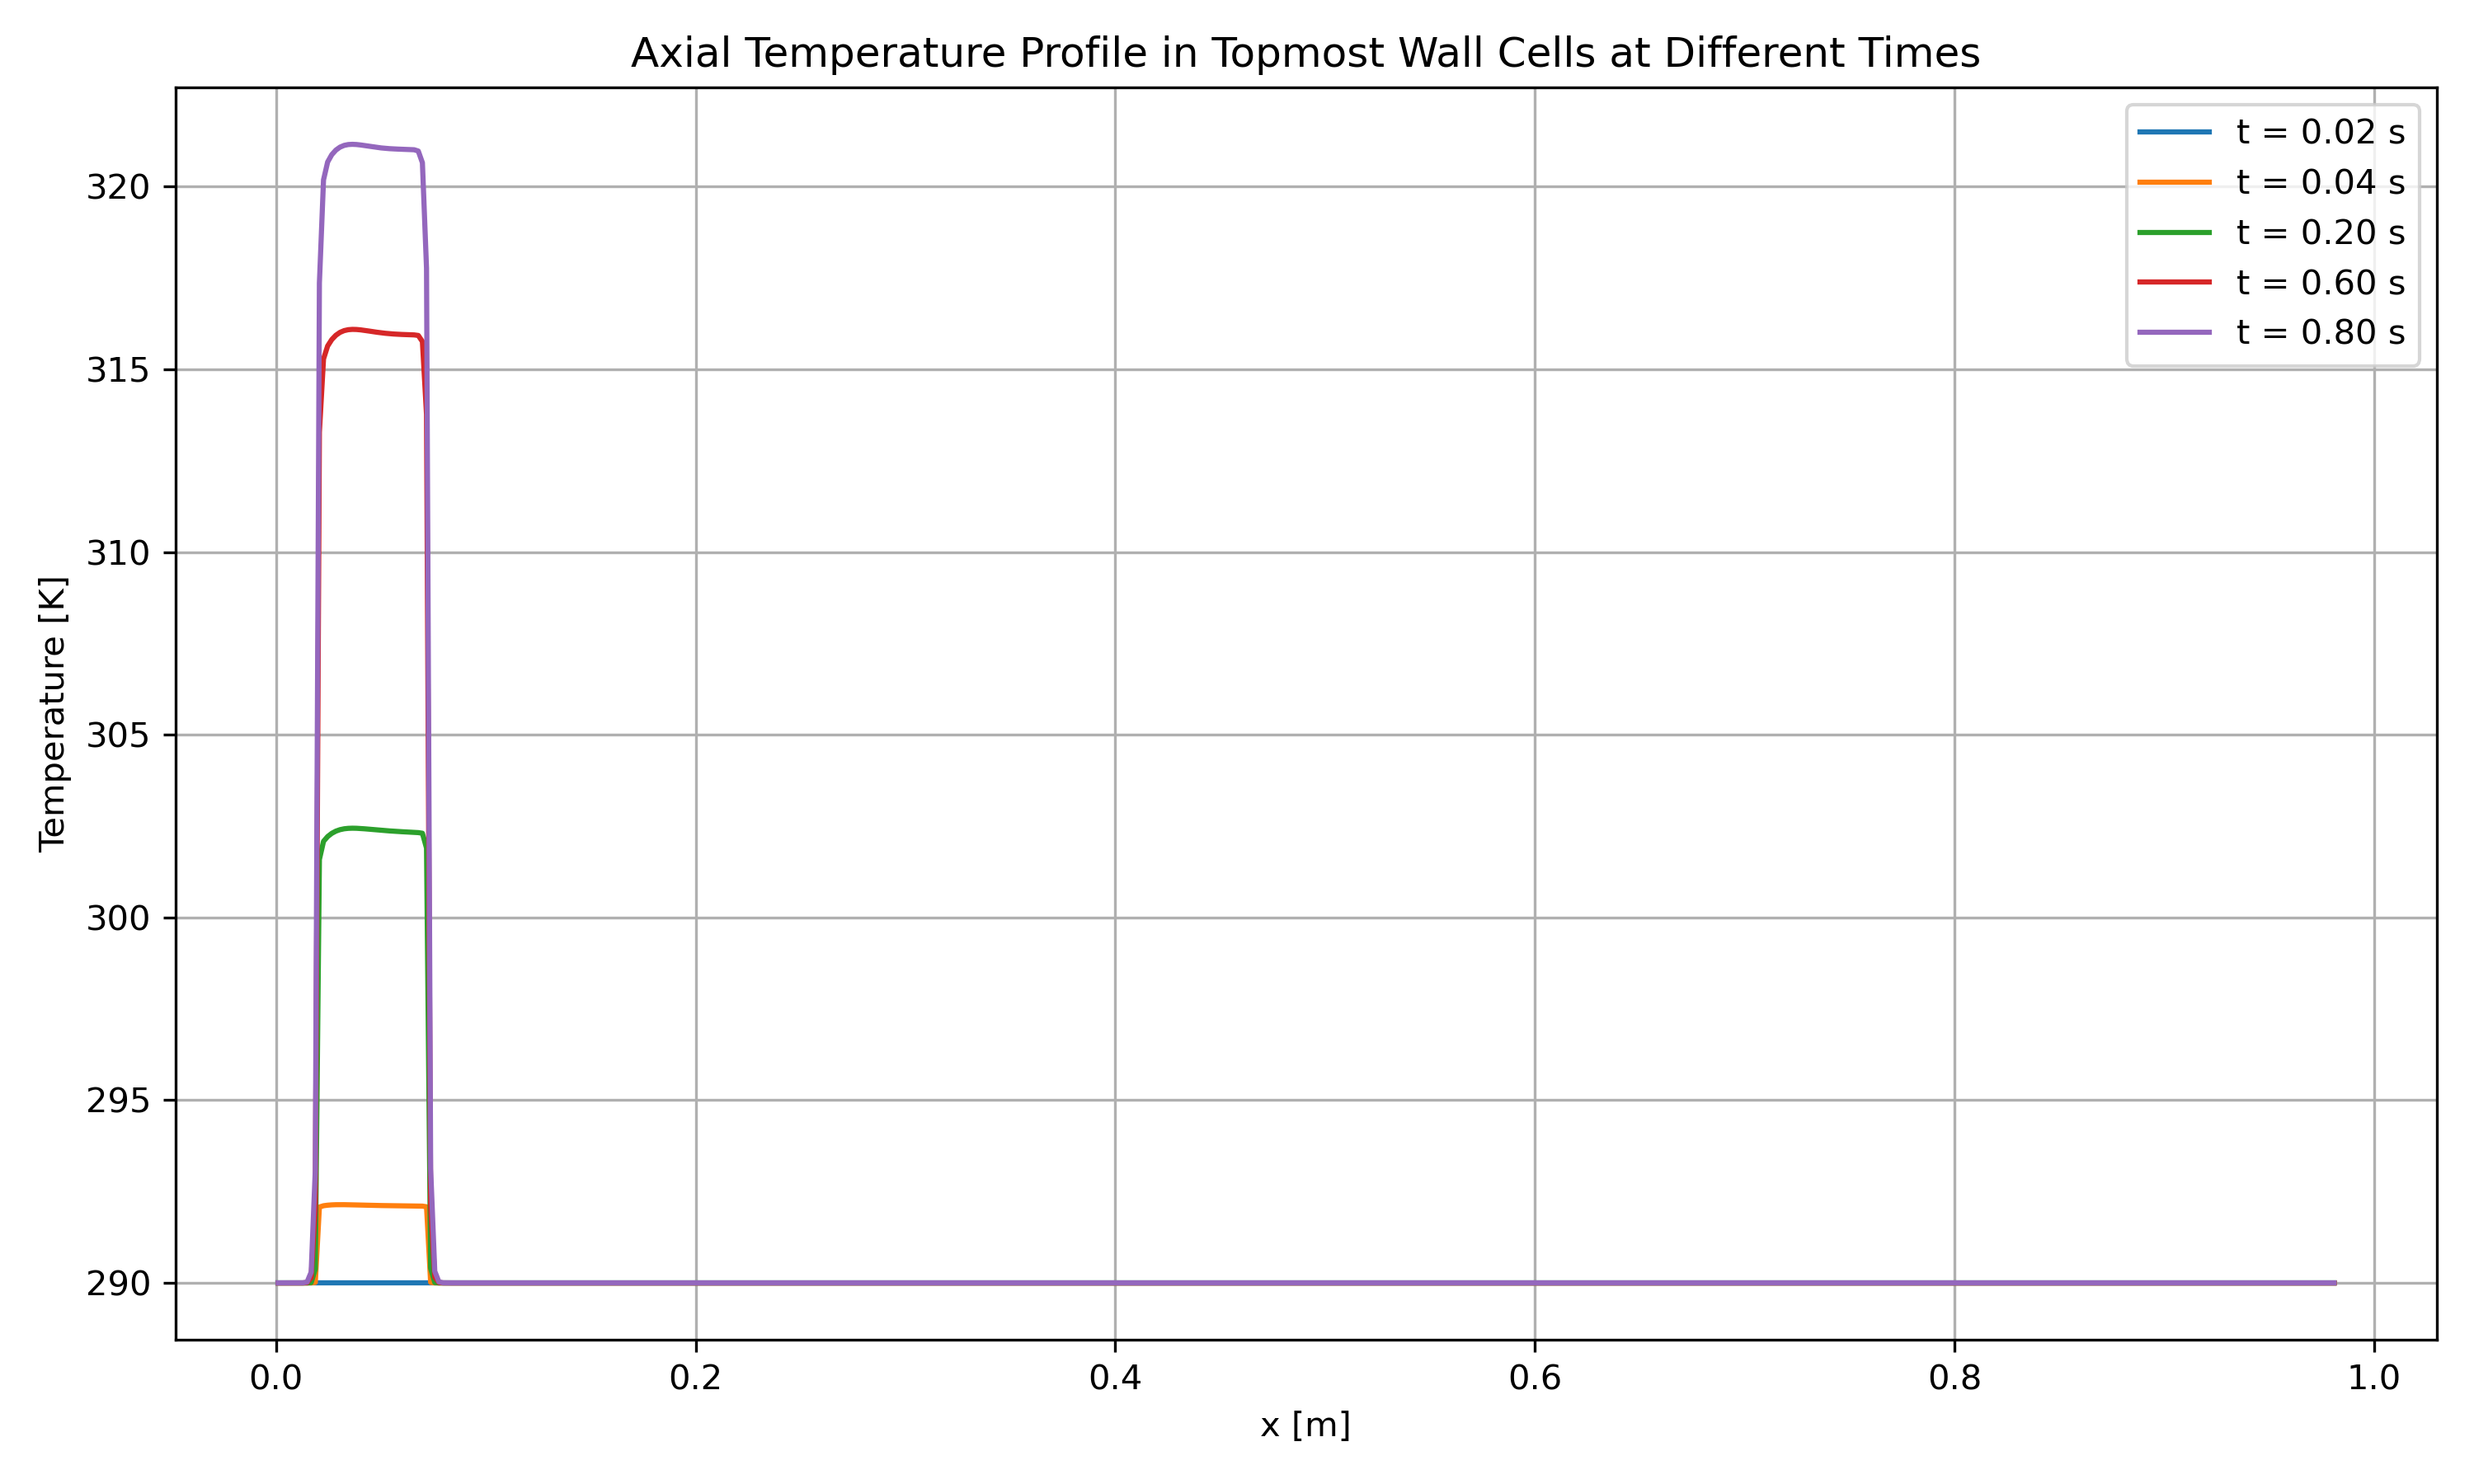 Axial Temperature Profile in Topmost Wall Cells at Different Times
t = 0.02 s
t = 0.04 s
t = 0.20 s
t = 0.60 s
t = 0.80 s
Temperature [K]
320
315
310
305
300
295
290
0.0 0.2 0.4 0.6 0.8 1.0
x [m]